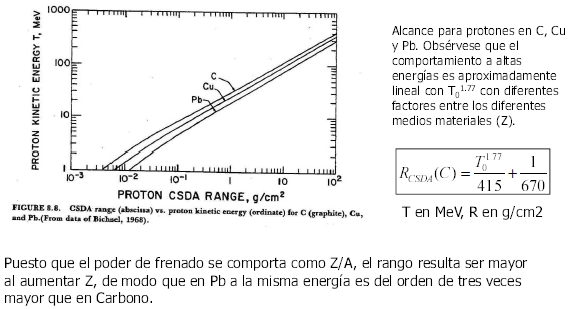 1000
100
10
1
PROTON KINETIC ENERGY T, MeV
C
Cu
Pb
10-3
10-2
10-1
1
10
102
PROTON CSDA RANGE, g/cm2
FIGURE 8.8. CSDA range (abscissa) vs. proton kinetic energy (ordinate) for C (graphite), Cu,
and Pb.(From data of Bichsel, 1968).
Alcance para protones en C, Cu
y Pb. Obsérvese que el
comportamiento a altas
energías es aproximadamente
lineal con T01.77 con diferentes
factores entre los diferentes
medios materiales (Z).
RCSDA(C) = T01.77/415 + 1/670
T en MeV, R en g/cm2
Puesto que el poder de frenado se comporta como Z/A, el rango resulta ser mayor
al aumentar Z, de modo que en Pb a la misma energía es del orden de tres veces
mayor que en Carbono.